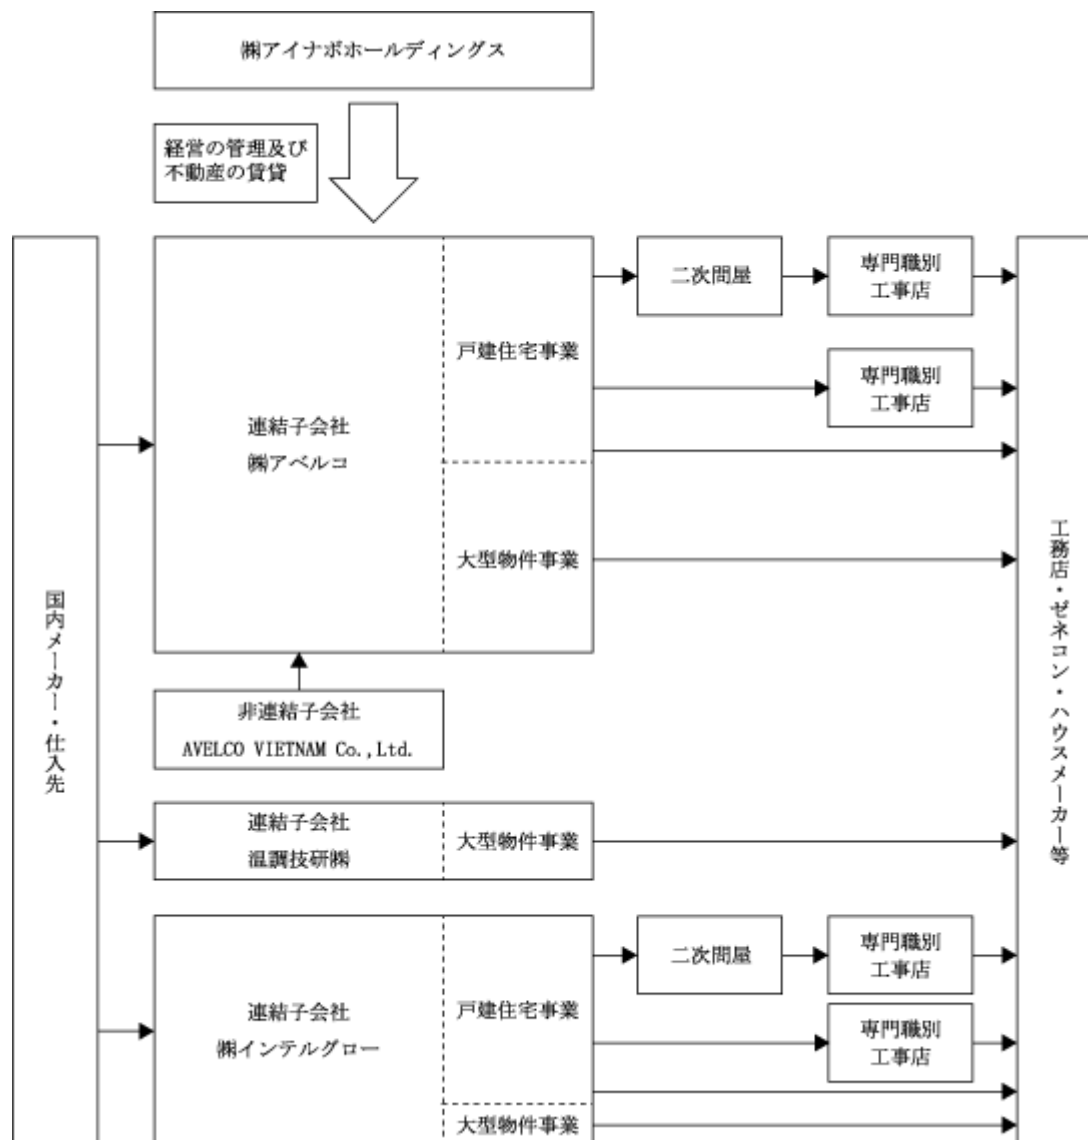 ㈱アイナボホールディングス
経営の管理及び
不動産の賃貸
国内メーカー・仕入先
連結子会社
㈱アベルコ
戸建住宅事業
大型物件事業
二次問屋
専門職別
工事店
専門職別
工事店
工務店・ゼネコン・ハウスメーカー等
非連結子会社
AVELCO VIETNAM Co.,Ltd.
連結子会社
温調技研㈱
大型物件事業
連結子会社
㈱インテルグロー
戸建住宅事業
大型物件事業
二次問屋
専門職別
工事店
専門職別
工事店